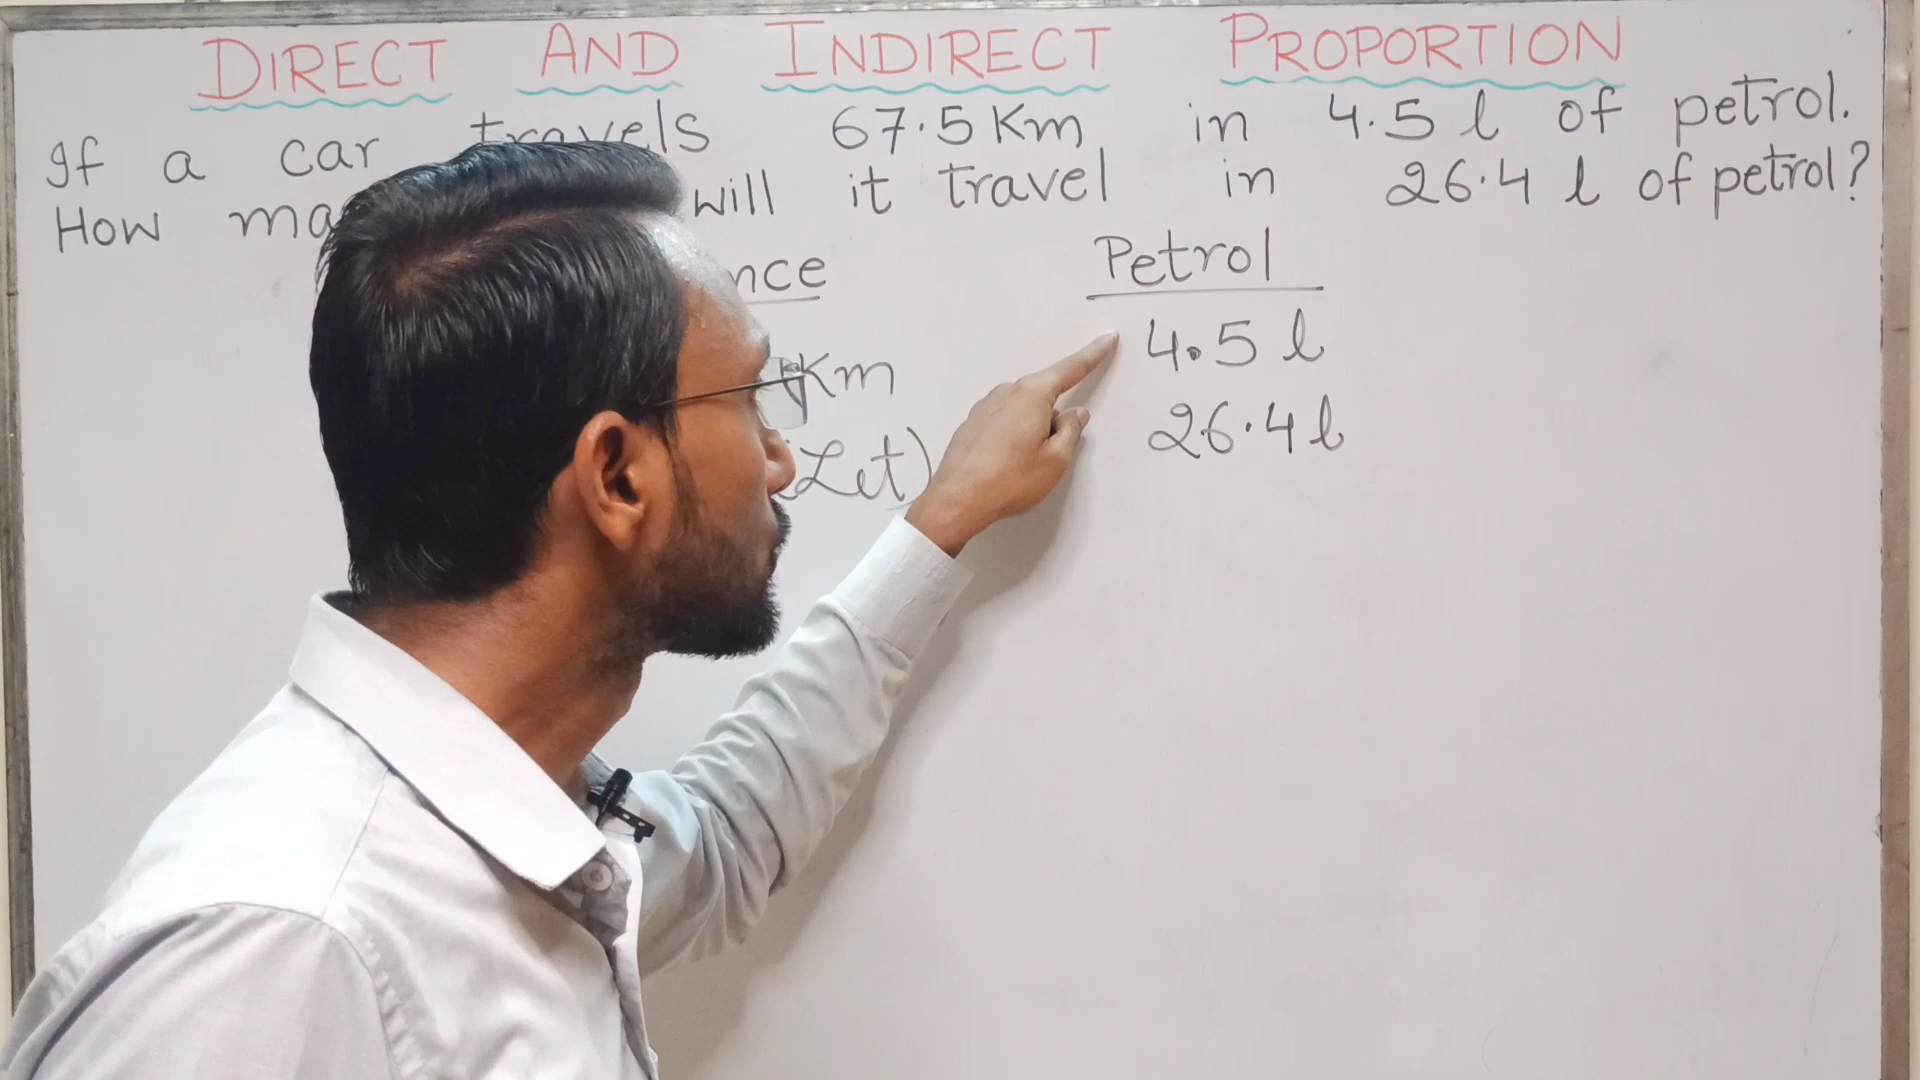 DIRECT AND INDIRECT PROPORTION
If a car travels 67.5 Km in 4.5 l of petrol.
How will it travel in 26.4 l of petrol?
Petrol
Km 4.5 l
(Let) 26.4 l